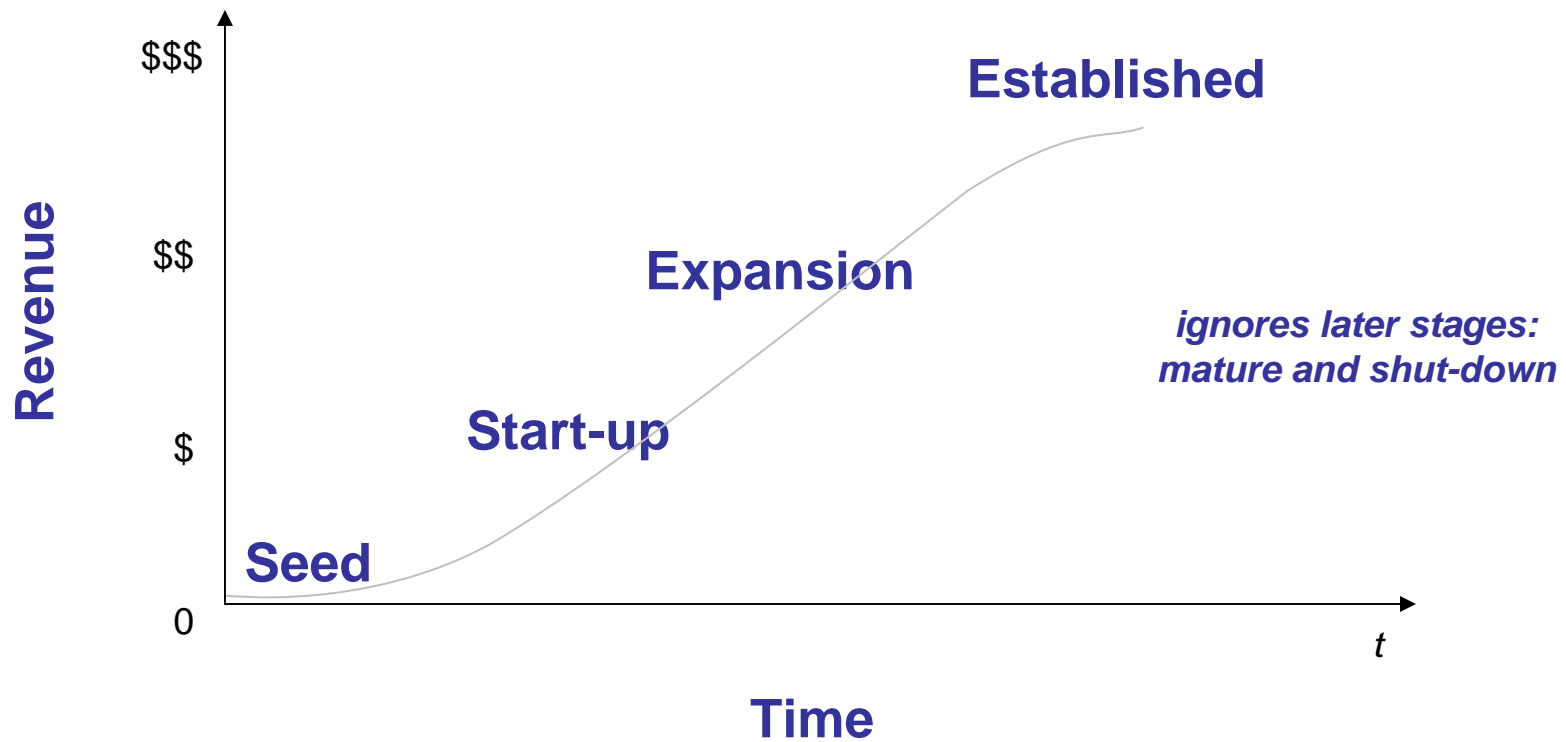 $$$
Established
Revenue
$$
Expansion
ignores later stages:
mature and shut-down
$
Start-up
Seed
0
t
Time